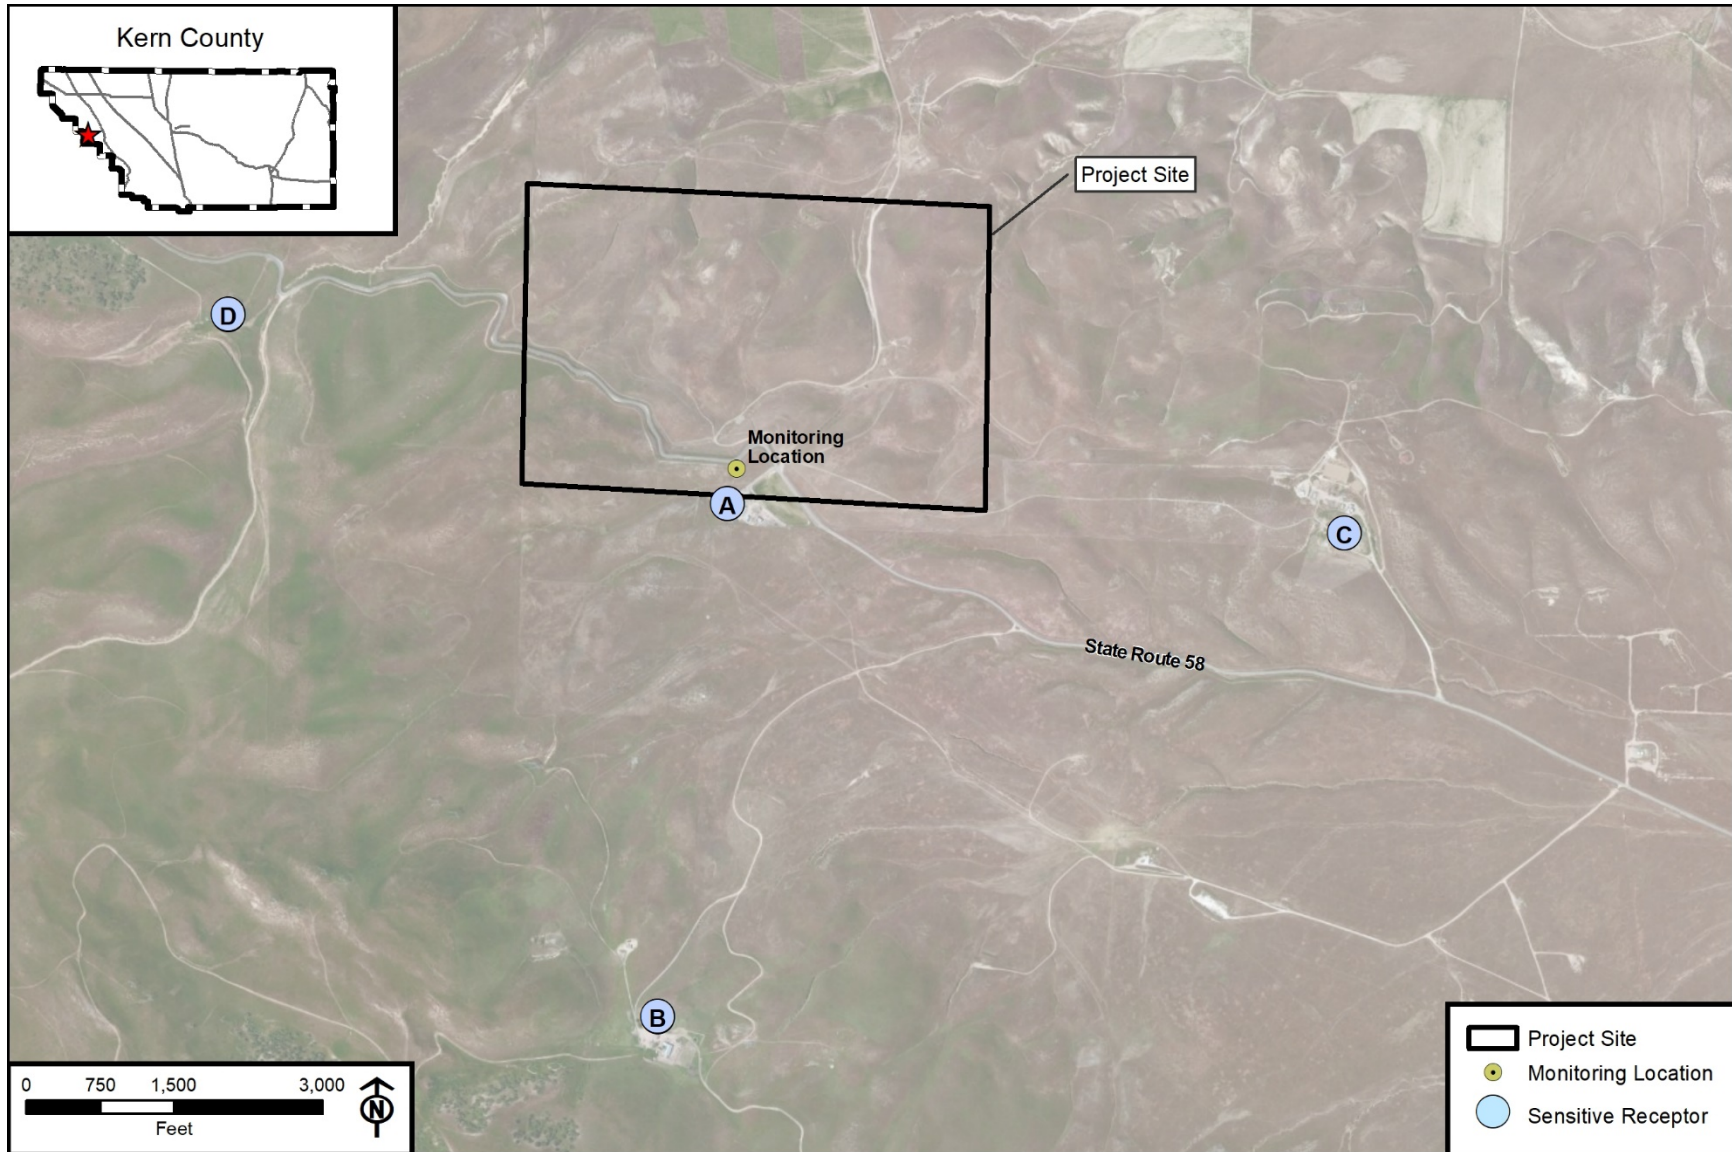 Kern County
Project Site
D
Monitoring
Location
A
C
State Route 58
B
0 750 1,500 3,000
Feet
N
Project Site
Monitoring Location
Sensitive Receptor